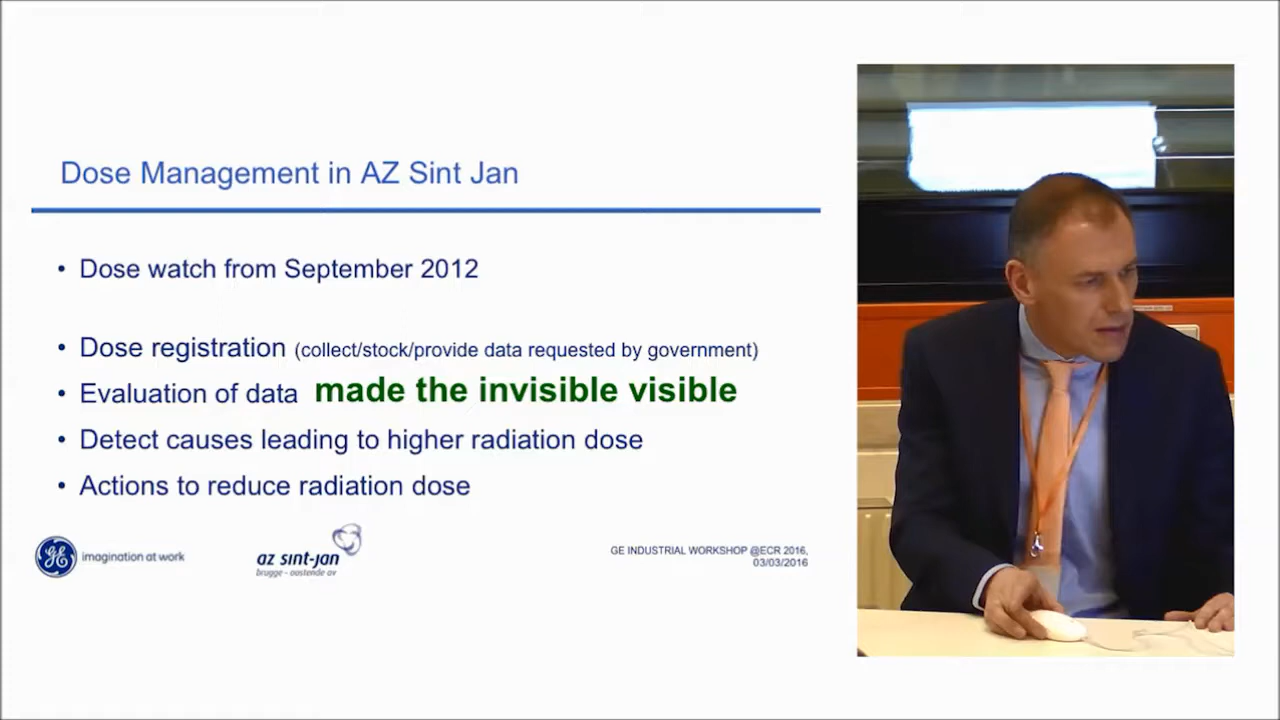 Dose Management in AZ Sint Jan
• Dose watch from September 2012
• Dose registration (collect/stock/provide data requested by government)
• Evaluation of data made the invisible visible
• Detect causes leading to higher radiation dose
• Actions to reduce radiation dose
GE imagination at work
az sint-jan
brugge - oostende av
GE INDUSTRIAL WORKSHOP @ECR 2016,
03/03/2016